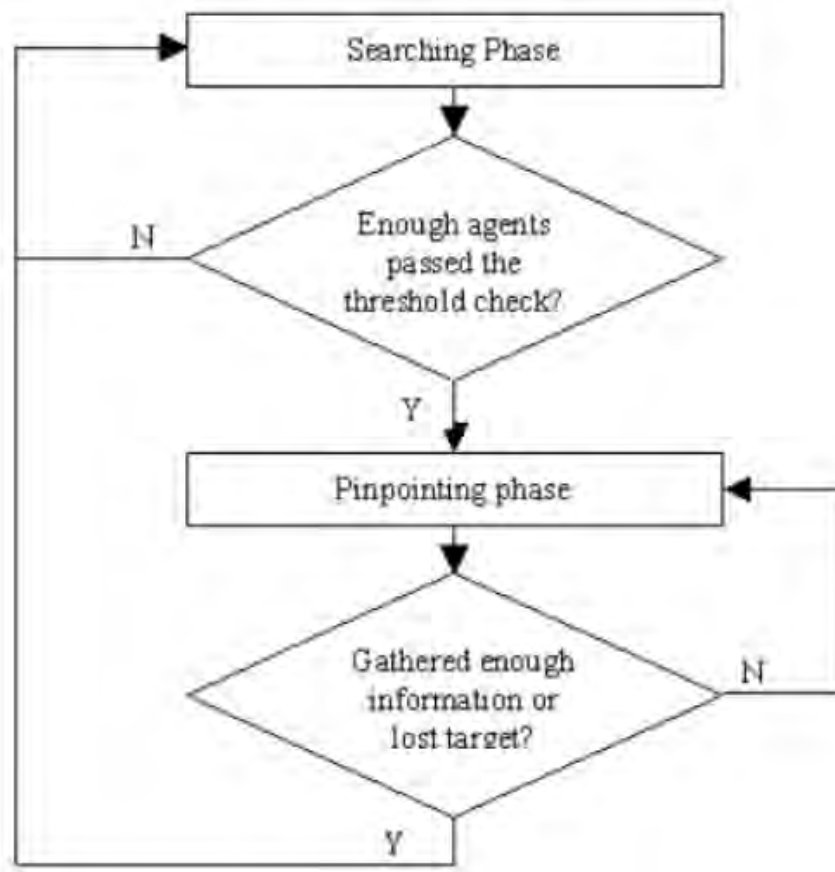 Searching Phase
Enough agents
passed the
threshold check?
N
Y
Pinpointing phase
Gathered enough
information or
lost target?
N
Y